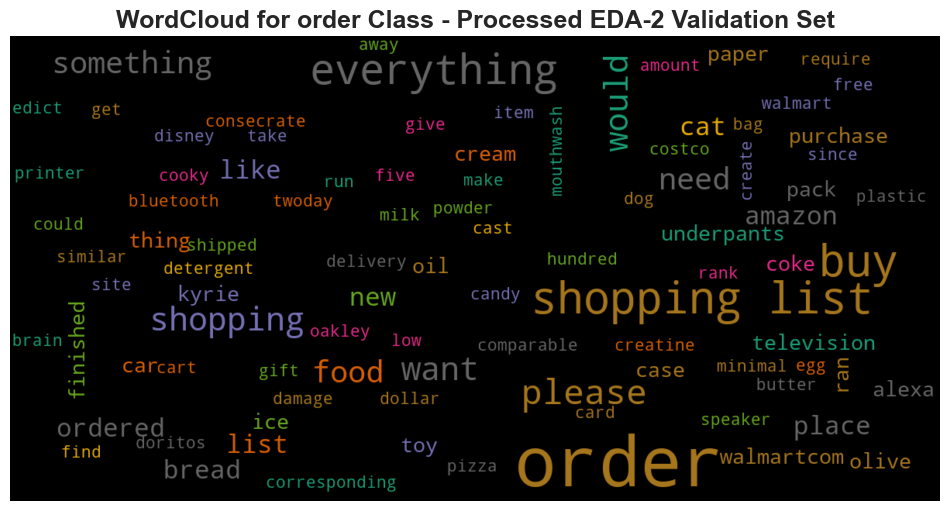 WordCloud for order Class - Processed EDA-2 Validation Set
away
something
everything
would
amount
paper
require
free
edict
get
consecrate
give
item
walmart
disney
take
mouthwash
cat
bag
purchase
cream
costco
since
printer
cooky
like
run
five
make
need
create
pack
plastic
bluetooth
twoday
milk
powder
dog
amazon
could
thing
shipped
cast
underpants
similar
detergent
delivery
oil
hundred
rank
coke
buy
site
kyrie
new
candy
shopping list
finished
shopping
oakley
low
brain
comparable
creatine
television
car
cart
gift
food
want
case
minimal
egg
ran
butter
alexa
damage
dollar
please
card
ordered
doritos
ice
speaker
place
find
list
toy
order
walmartcom
olive
bread
pizza
corresponding